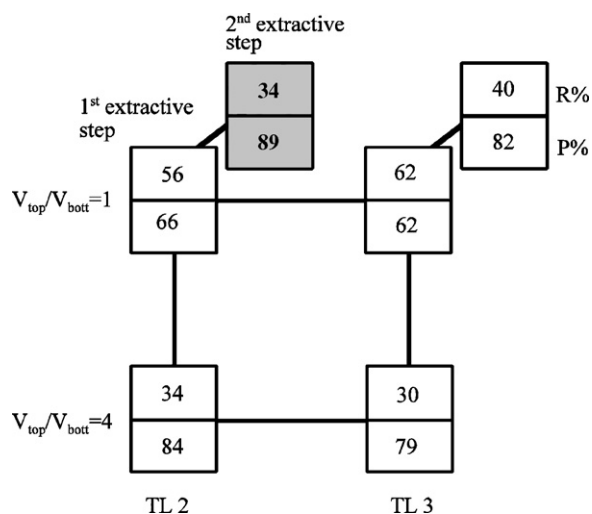 2nd extractive
step
34
89
40
R%
82
P%
1st extractive
step
56
66
62
62
Vtop/Vbott=1
34
84
30
79
Vtop/Vbott=4
TL 2
TL 3